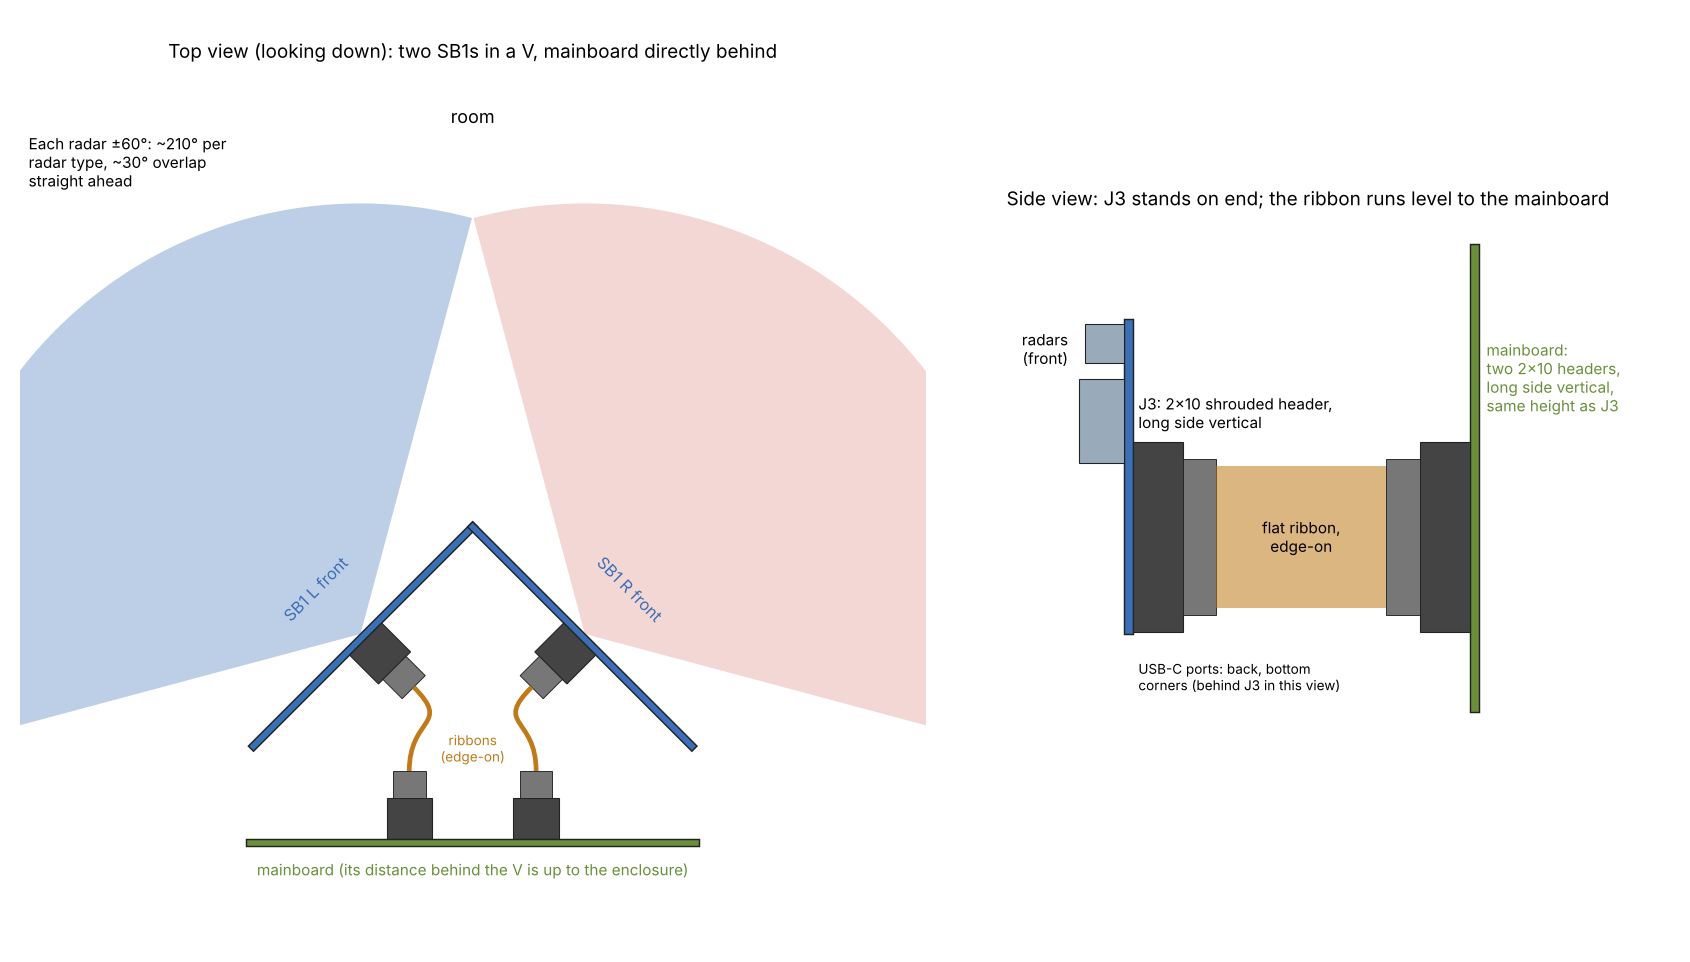 Top view (looking down): two SB1s in a V, mainboard directly behind
room
Each radar ±60°: ~210° per
radar type, ~30° overlap
straight ahead
SB1 L front
SB1 R front
ribbons
(edge-on)
mainboard (its distance behind the V is up to the enclosure)
Side view: J3 stands on end; the ribbon runs level to the mainboard
radars
(front)
J3: 2×10 shrouded header,
long side vertical
mainboard:
two 2×10 headers,
long side vertical,
same height as J3
flat ribbon,
edge-on
USB-C ports: back, bottom
corners (behind J3 in this view)